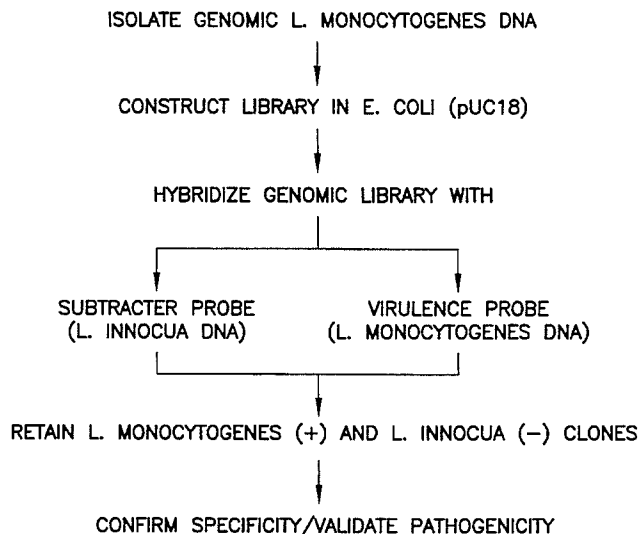 ISOLATE GENOMIC L. MONOCYTOGENES DNA
CONSTRUCT LIBRARY IN E. COLI (pUC18)
HYBRIDIZE GENOMIC LIBRARY WITH
SUBTRACTER PROBE
(L. INNOCUA DNA)
VIRULENCE PROBE
(L. MONOCYTOGENES DNA)
RETAIN L. MONOCYTOGENES (+) AND L. INNOCUA (−) CLONES
CONFIRM SPECIFICITY/VALIDATE PATHOGENICITY